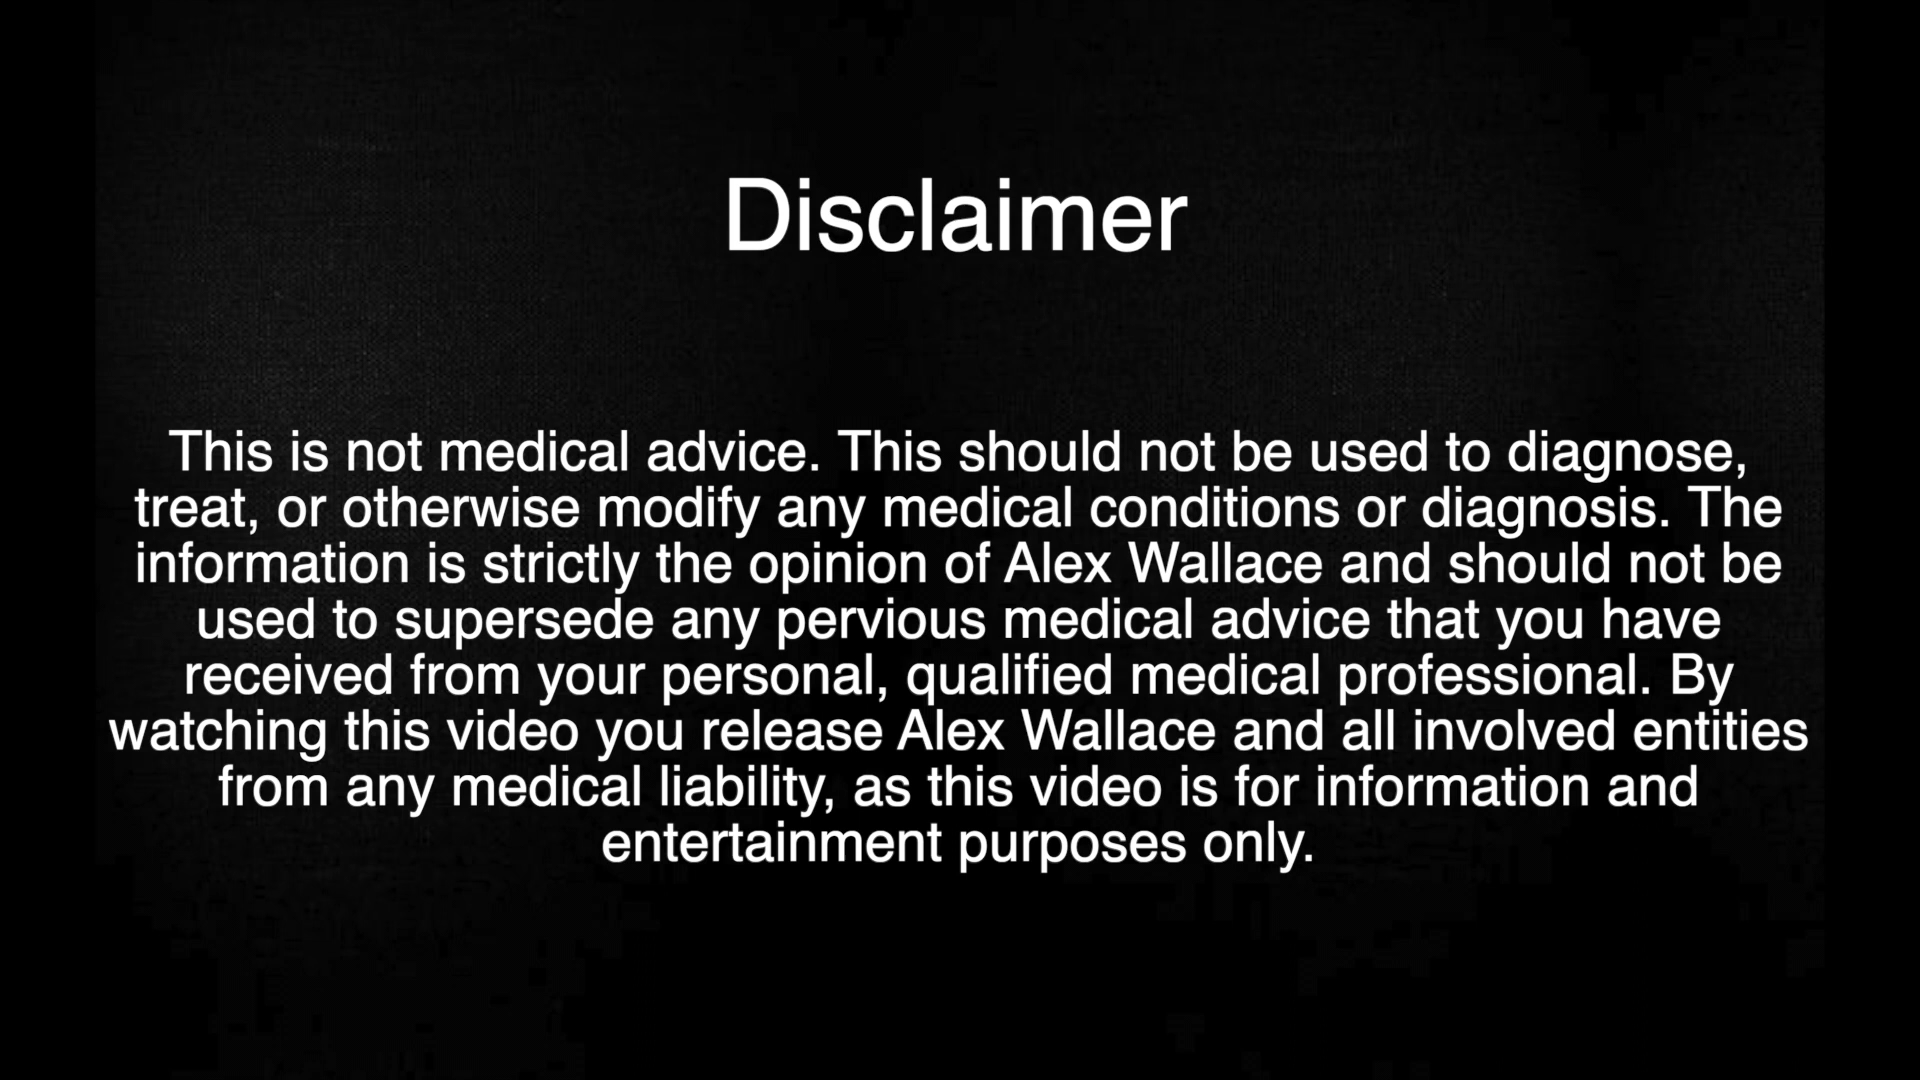 Disclaimer
This is not medical advice. This should not be used to diagnose,
treat, or otherwise modify any medical conditions or diagnosis. The
information is strictly the opinion of Alex Wallace and should not be
used to supersede any pervious medical advice that you have
received from your personal, qualified medical professional. By
watching this video you release Alex Wallace and all involved entities
from any medical liability, as this video is for information and
entertainment purposes only.